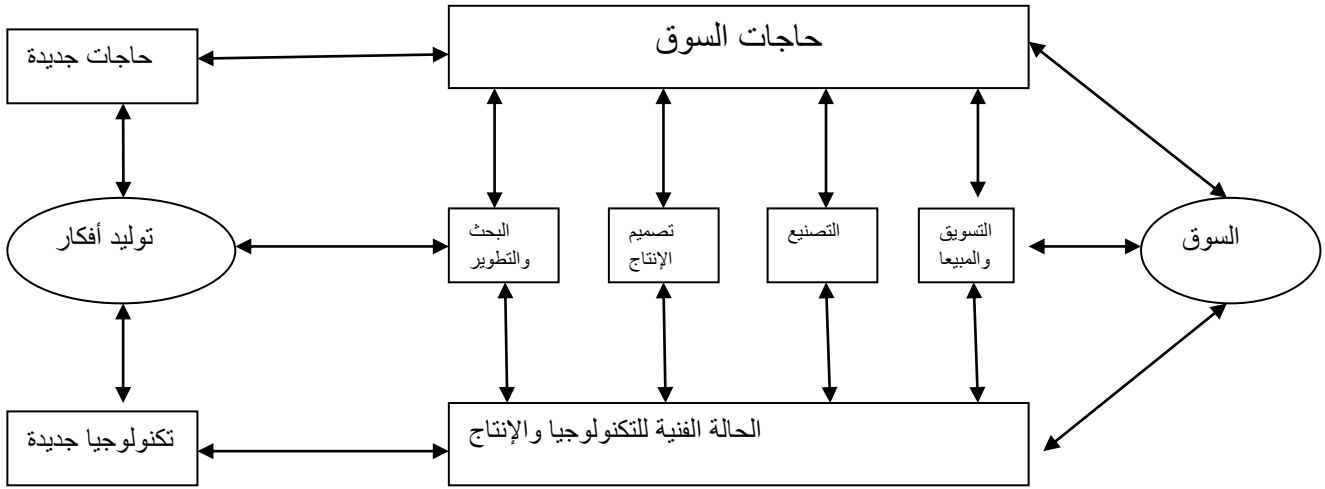 حاجات السوق
حاجات جديدة
توليد أفكار
البحث
والتطوير
تصميم
الإنتاج
التصنيع
التسويق
والمبيعا
السوق
تكنولوجيا جديدة
الحالة الفنية للتكنولوجيا والإنتاج